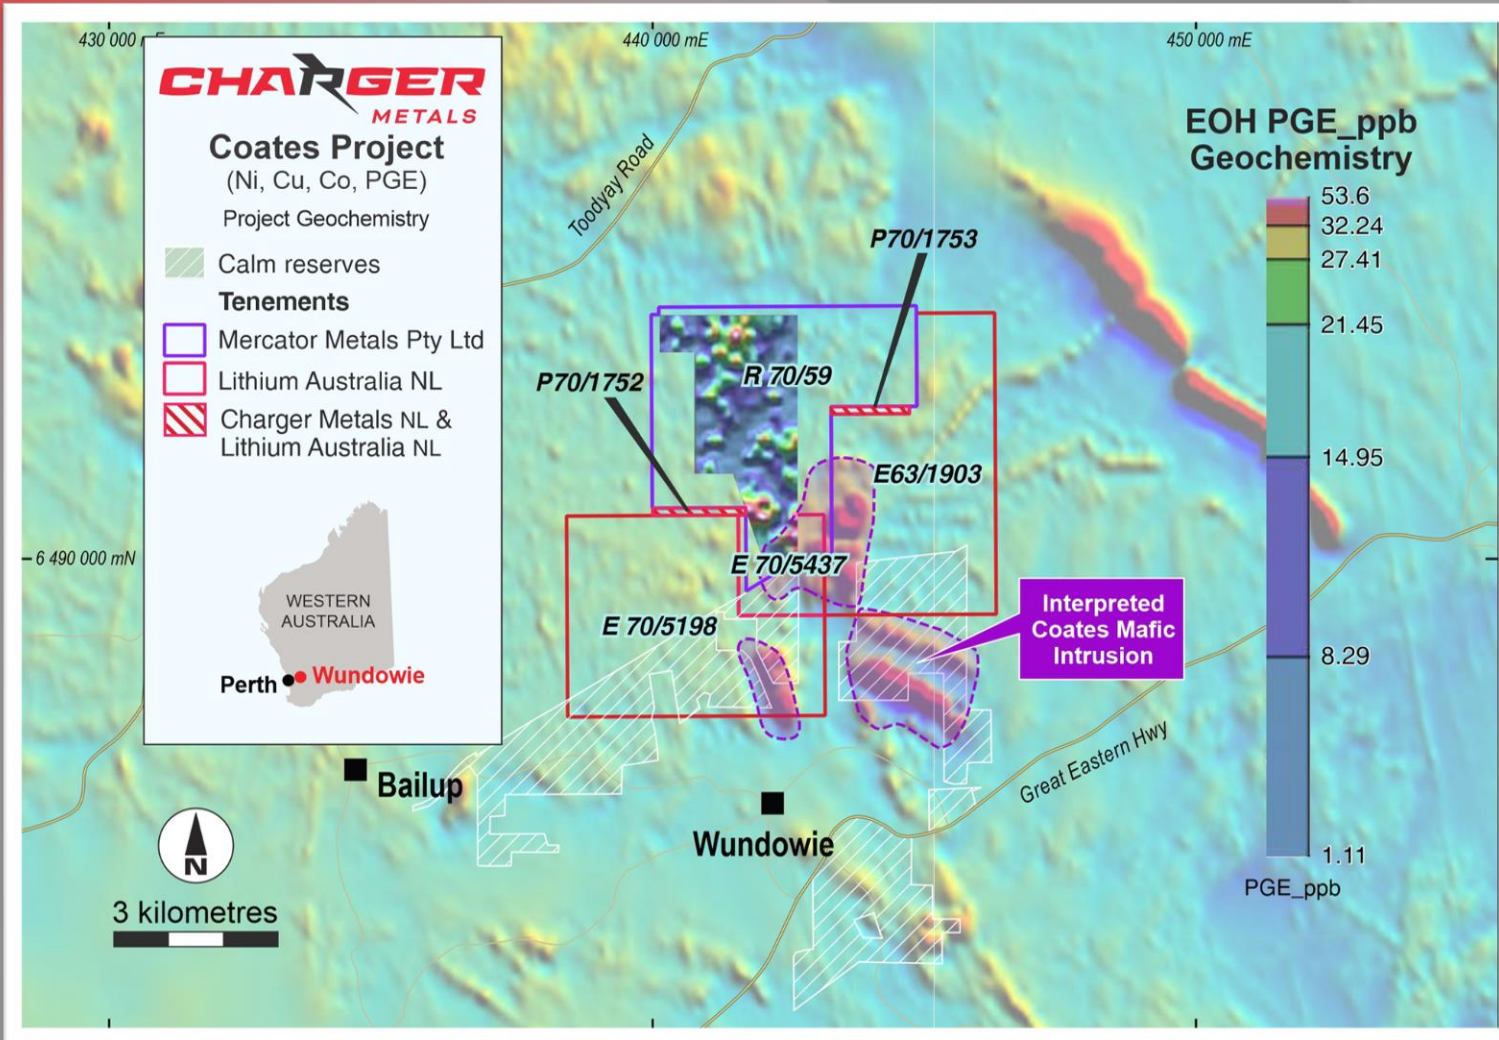 430 000 mE
440 000 mE
450 000 mE
CHARGER
METALS
Coates Project
(Ni, Cu, Co, PGE)
Project Geochemistry
Calm reserves
Tenements
Mercator Metals Pty Ltd
Lithium Australia NL
Charger Metals NL &
Lithium Australia NL
WESTERN
AUSTRALIA
Perth
Wundowie
Toodyay Road
EOH PGE_ppb
Geochemistry
53.6
32.24
27.41
21.45
14.95
8.29
1.11
PGE_ppb
P70/1753
P70/1752
R 70/59
E63/1903
6 490 000 mN
E 70/5437
E 70/5198
Interpreted
Coates Mafic
Intrusion
Great Eastern Hwy
Bailup
Wundowie
N
3 kilometres